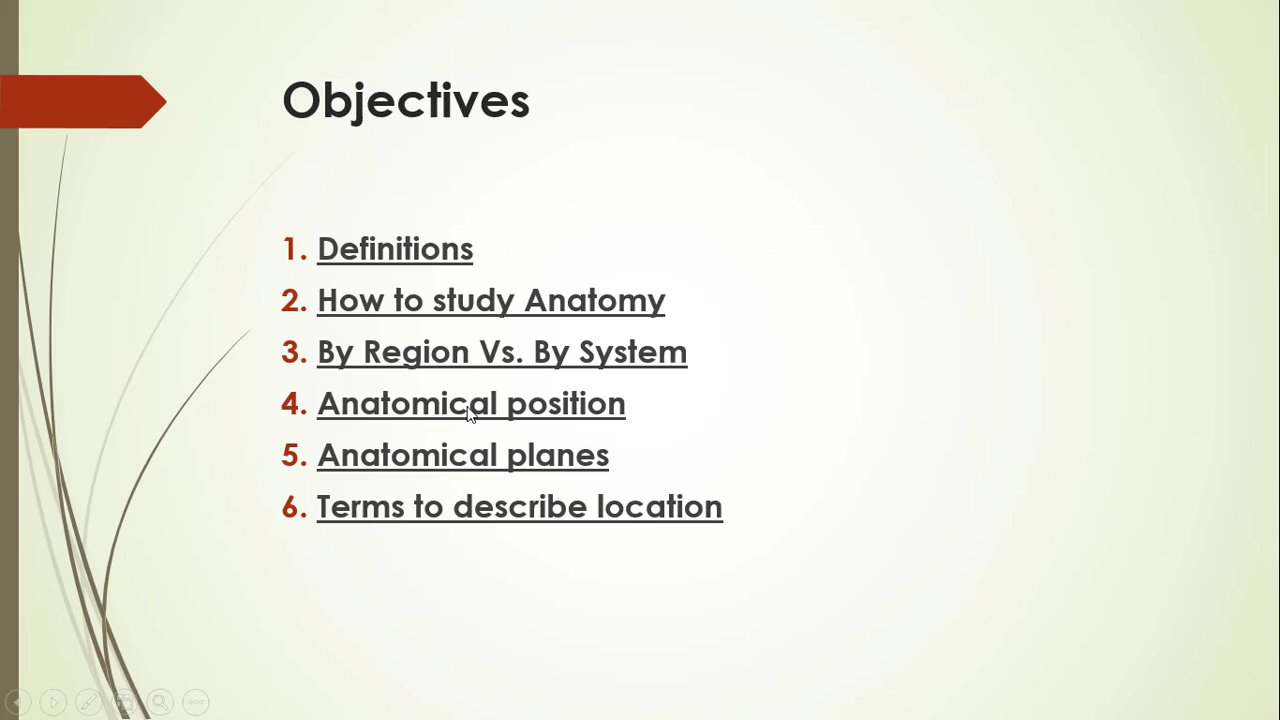 Objectives
1. Definitions
2. How to study Anatomy
3. By Region Vs. By System
4. Anatomical position
5. Anatomical planes
6. Terms to describe location